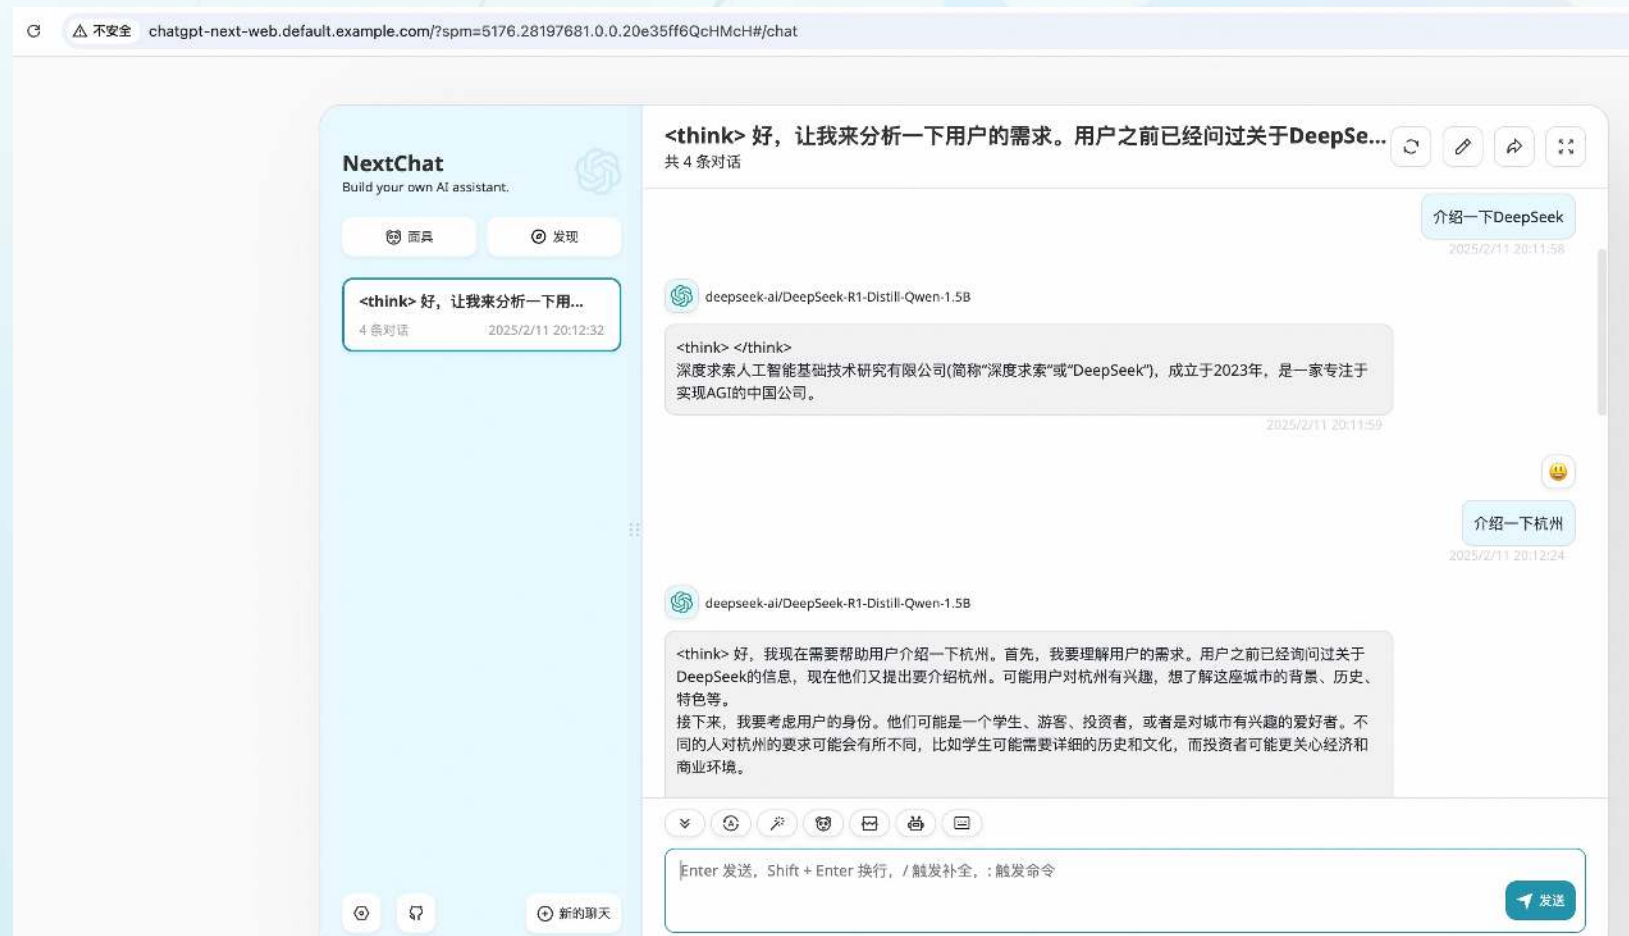 不安全 chatgpt-next-web.default.example.com/?spm=5176.28197681.0.0.20e35ff6QcHMcH#/chat
NextChat
Build your own AI assistant.
面具
发现
<think> 好，让我来分析一下用...
4 条对话 2025/2/11 20:12:32
新的聊天
<think> 好，让我来分析一下用户的需求。用户之前已经问过关于DeepSe...
共 4 条对话
介绍一下DeepSeek
2025/2/11 20:11:58
deepseek-ai/DeepSeek-R1-Distill-Qwen-1.5B
<think> </think>
深度求索人工智能基础技术研究有限公司(简称“深度求索”或“DeepSeek”)，成立于2023年，是一家专注于
实现AGI的中国公司。
2025/2/11 20:11:59
介绍一下杭州
2025/2/11 20:12:24
deepseek-ai/DeepSeek-R1-Distill-Qwen-1.5B
<think> 好，我现在需要帮助用户介绍一下杭州。首先，我要理解用户的需求。用户之前已经询问过关于
DeepSeek的信息，现在他们又提出要介绍杭州。可能用户对杭州有兴趣，想了解这座城市的背景、历史、
特色等。
接下来，我要考虑用户的身份。他们可能是一个学生、游客、投资者，或者是对城市有兴趣的爱好者。不
同的人对杭州的要求可能会有所不同，比如学生可能需要详细的历史和文化，而投资者可能更关心经济和
商业环境。
Enter 发送，Shift + Enter 换行，/ 触发补全，: 触发命令
发送